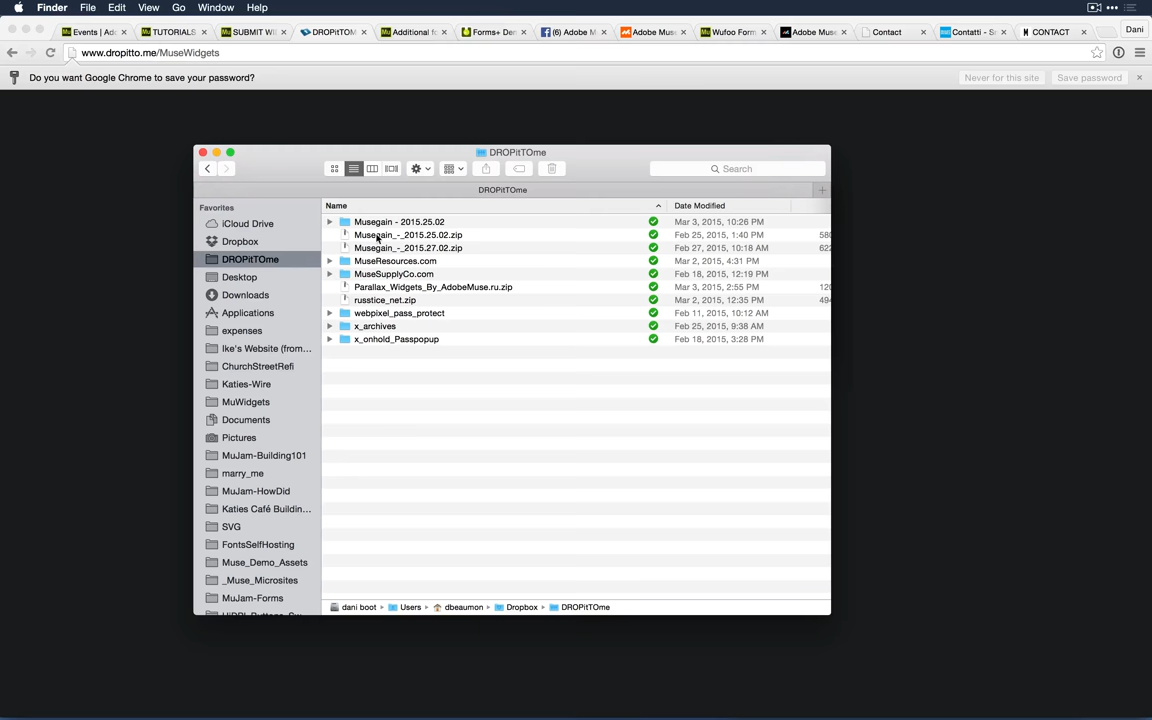 Finder File Edit View Go Window Help
Events | Ad TUTORIALS SUBMIT WI DROPitTOM Additional fo Forms+ Den (6) Adobe M Adobe Mus Wufoo Form Adobe Muse Contact Contatti - Sn CONTACT Dani
www.dropitto.me/MuseWidgets
Do you want Google Chrome to save your password? Never for this site Save password
DROPitTOme
Search
DROPitTOme
Name Date Modified
Favorites
iCloud Drive
Dropbox
DROPitTOme
Desktop
Downloads
Applications
expenses
Ike's Website (from...
ChurchStreetRefi
Katies-Wire
MuWidgets
Documents
Pictures
MuJam-Building101
marry_me
MuJam-HowDid
Katies Café Buildin...
SVG
FontsSelfHosting
Muse_Demo_Assets
_Muse_Microsites
MuJam-Forms
Musegain - 2015.25.02 Mar 3, 2015, 10:26 PM
Musegain_-_2015.25.02.zip Feb 25, 2015, 1:40 PM 580
Musegain_-_2015.27.02.zip Feb 27, 2015, 10:18 AM 622
MuseResources.com Mar 2, 2015, 4:31 PM
MuseSupplyCo.com Feb 18, 2015, 12:19 PM
Parallax_Widgets_By_AdobeMuse.ru.zip Mar 3, 2015, 2:55 PM 120
russtice_net.zip Mar 2, 2015, 12:35 PM 494
webpixel_pass_protect Feb 11, 2015, 10:12 AM
x_archives Feb 25, 2015, 9:38 AM
x_onhold_Passpopup Feb 18, 2015, 3:28 PM
dani boot Users dbeaumon Dropbox DROPitTOme